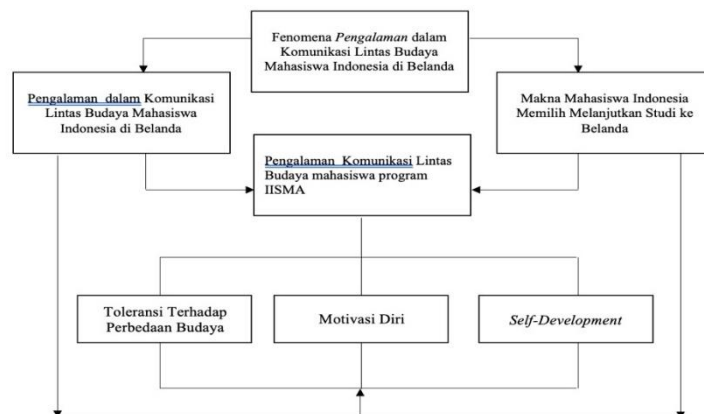 Fenomena Pengalaman dalam
Komunikasi Lintas Budaya
Mahasiswa Indonesia di Belanda
Pengalaman dalam Komunikasi
Lintas Budaya Mahasiswa
Indonesia di Belanda
Makna Mahasiswa Indonesia
Memilih Melanjutkan Studi ke
Belanda
Pengalaman Komunikasi Lintas
Budaya mahasiswa program
IISMA
Toleransi Terhadap
Perbedaan Budaya
Motivasi Diri
Self-Development